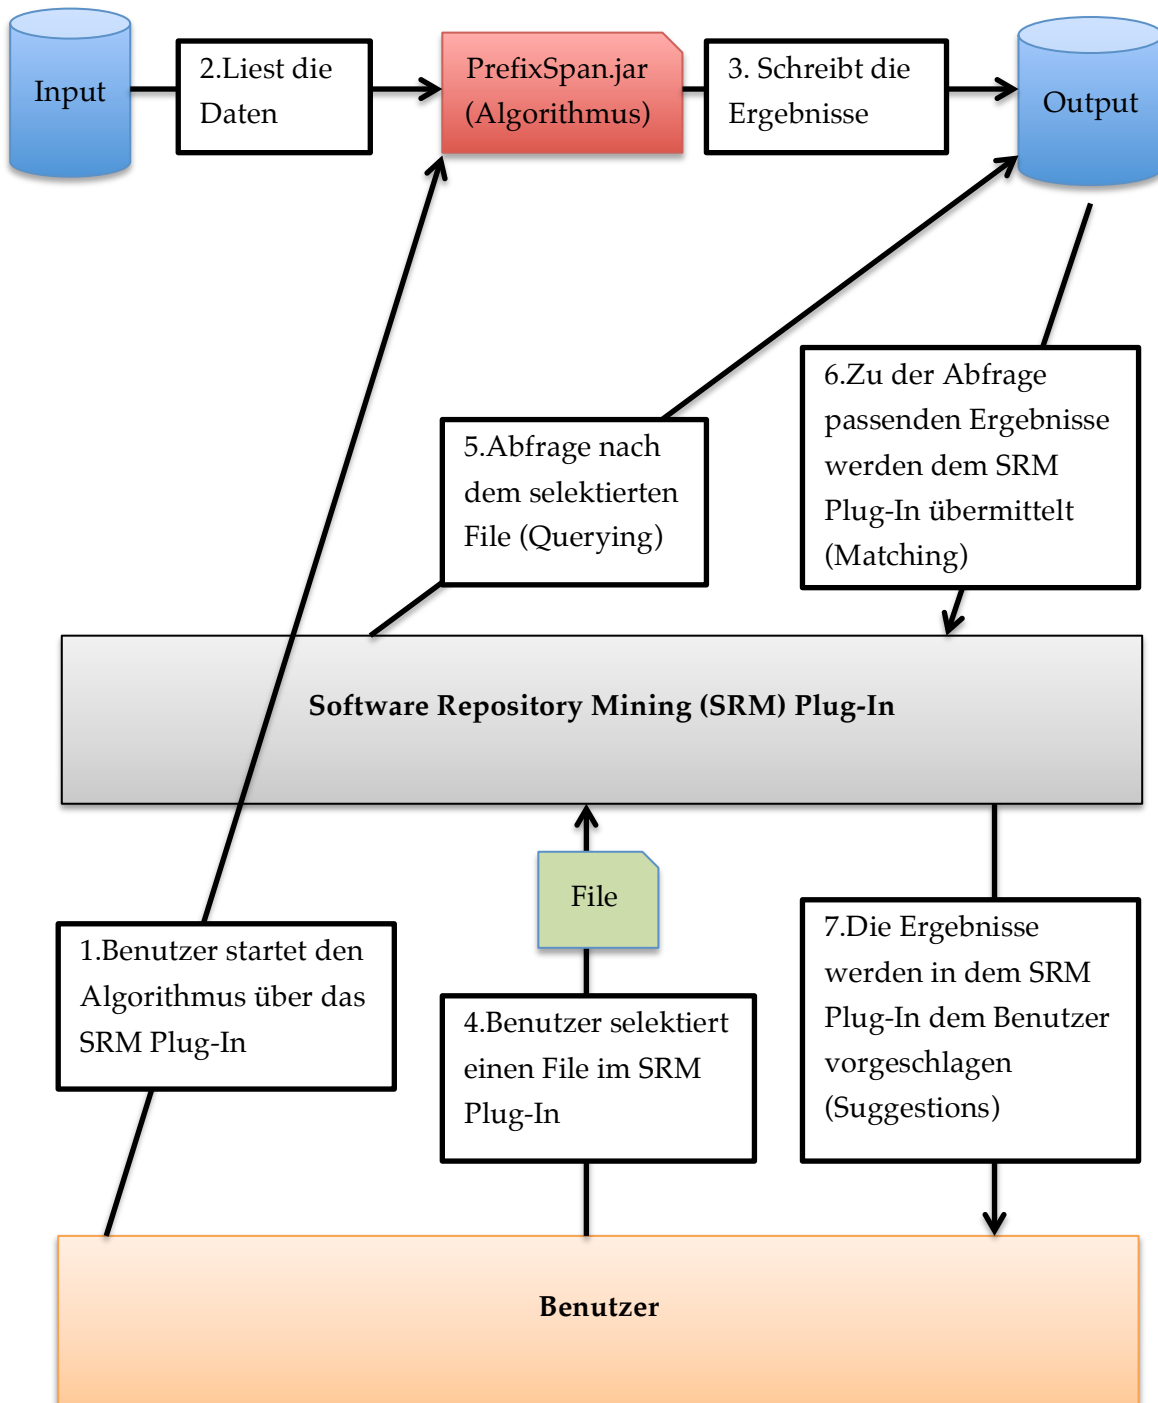 Input
2.Liest die
Daten
PrefixSpan.jar
(Algorithmus)
3. Schreibt die
Ergebnisse
Output
5.Abfrage nach
dem selektierten
File (Querying)
6.Zu der Abfrage
passenden Ergebnisse
werden dem SRM
Plug-In übermittelt
(Matching)
Software Repository Mining (SRM) Plug-In
File
1.Benutzer startet den
Algorithmus über das
SRM Plug-In
4.Benutzer selektiert
einen File im SRM
Plug-In
7.Die Ergebnisse
werden in dem SRM
Plug-In dem Benutzer
vorgeschlagen
(Suggestions)
Benutzer